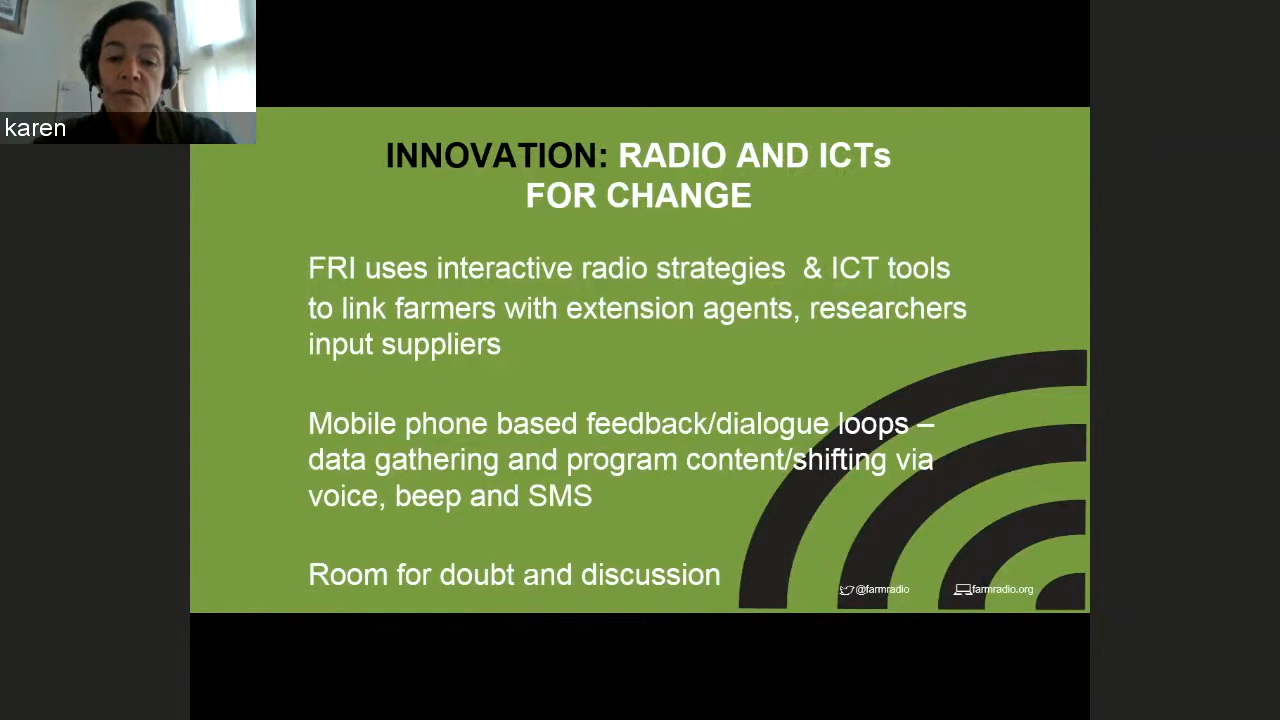 karen
INNOVATION: RADIO AND ICTs
FOR CHANGE
FRI uses interactive radio strategies & ICT tools
to link farmers with extension agents, researchers
input suppliers
Mobile phone based feedback/dialogue loops –
data gathering and program content/shifting via
voice, beep and SMS
Room for doubt and discussion
@farmradio
farmradio.org